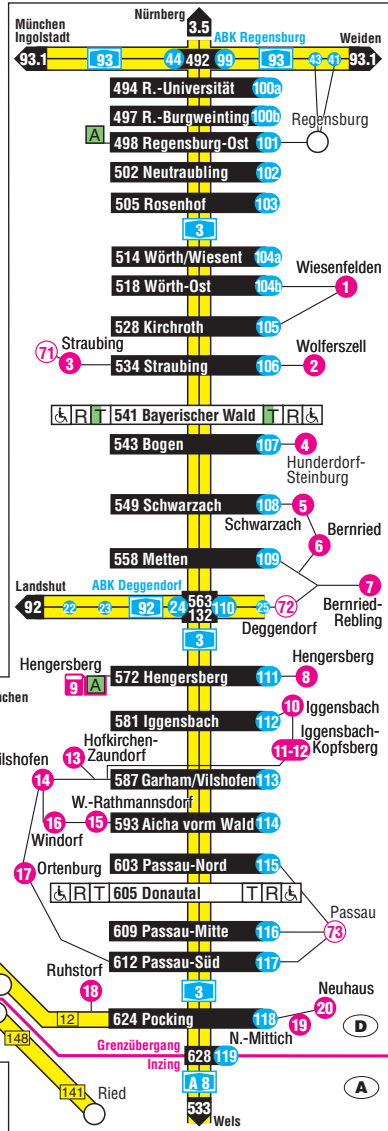 München
Ingolstadt
Nürnberg
3.5
ABK Regensburg
Weiden
93.1 93 44 492 99 93 43 41 93.1
494 R.-Universität 100a
497 R.-Burgweinting 100b
Regensburg
A 498 Regensburg-Ost 101
502 Neutraubling 102
505 Rosenhof 103
3
514 Wörth/Wiesent 104a
Wiesenfelden
518 Wörth-Ost 104b 1
528 Kirchroth 105
Straubing
Wolferszell
71 3 534 Straubing 106 2
R T 541 Bayerischer Wald T R
543 Bogen 107 4
Hunderdorf-
Steinburg
549 Schwarzach 108 5
Schwarzach
Bernried
6
558 Metten 109
7
Bernried-
Rebling
Landshut
ABK Deggendorf
92 22 23 92 24 563 110 25 72
132
Deggendorf
3
Hengersberg
Hengersberg
9 A 572 Hengersberg 111 8
nchen
10 Iggensbach
581 Iggensbach 112
Iggensbach-
Kopfsberg
11-12
Hofkirchen-
Zaundorf
13
ilshofen
14 587 Garham/Vilshofen 113
W.-Rathmannsdorf
16 15 593 Aicha vorm Wald 114
Windorf
17 Ortenburg
603 Passau-Nord 115
R T 605 Donautal T R
Passau
609 Passau-Mitte 116 73
612 Passau-Süd 117
Ruhstorf
18
3
Neuhaus
20
12 624 Pocking 118 19
N.-Mittich
D
148
Grenzübergang
628 119
Inzing
A 8
A
141 Ried
533
Wels